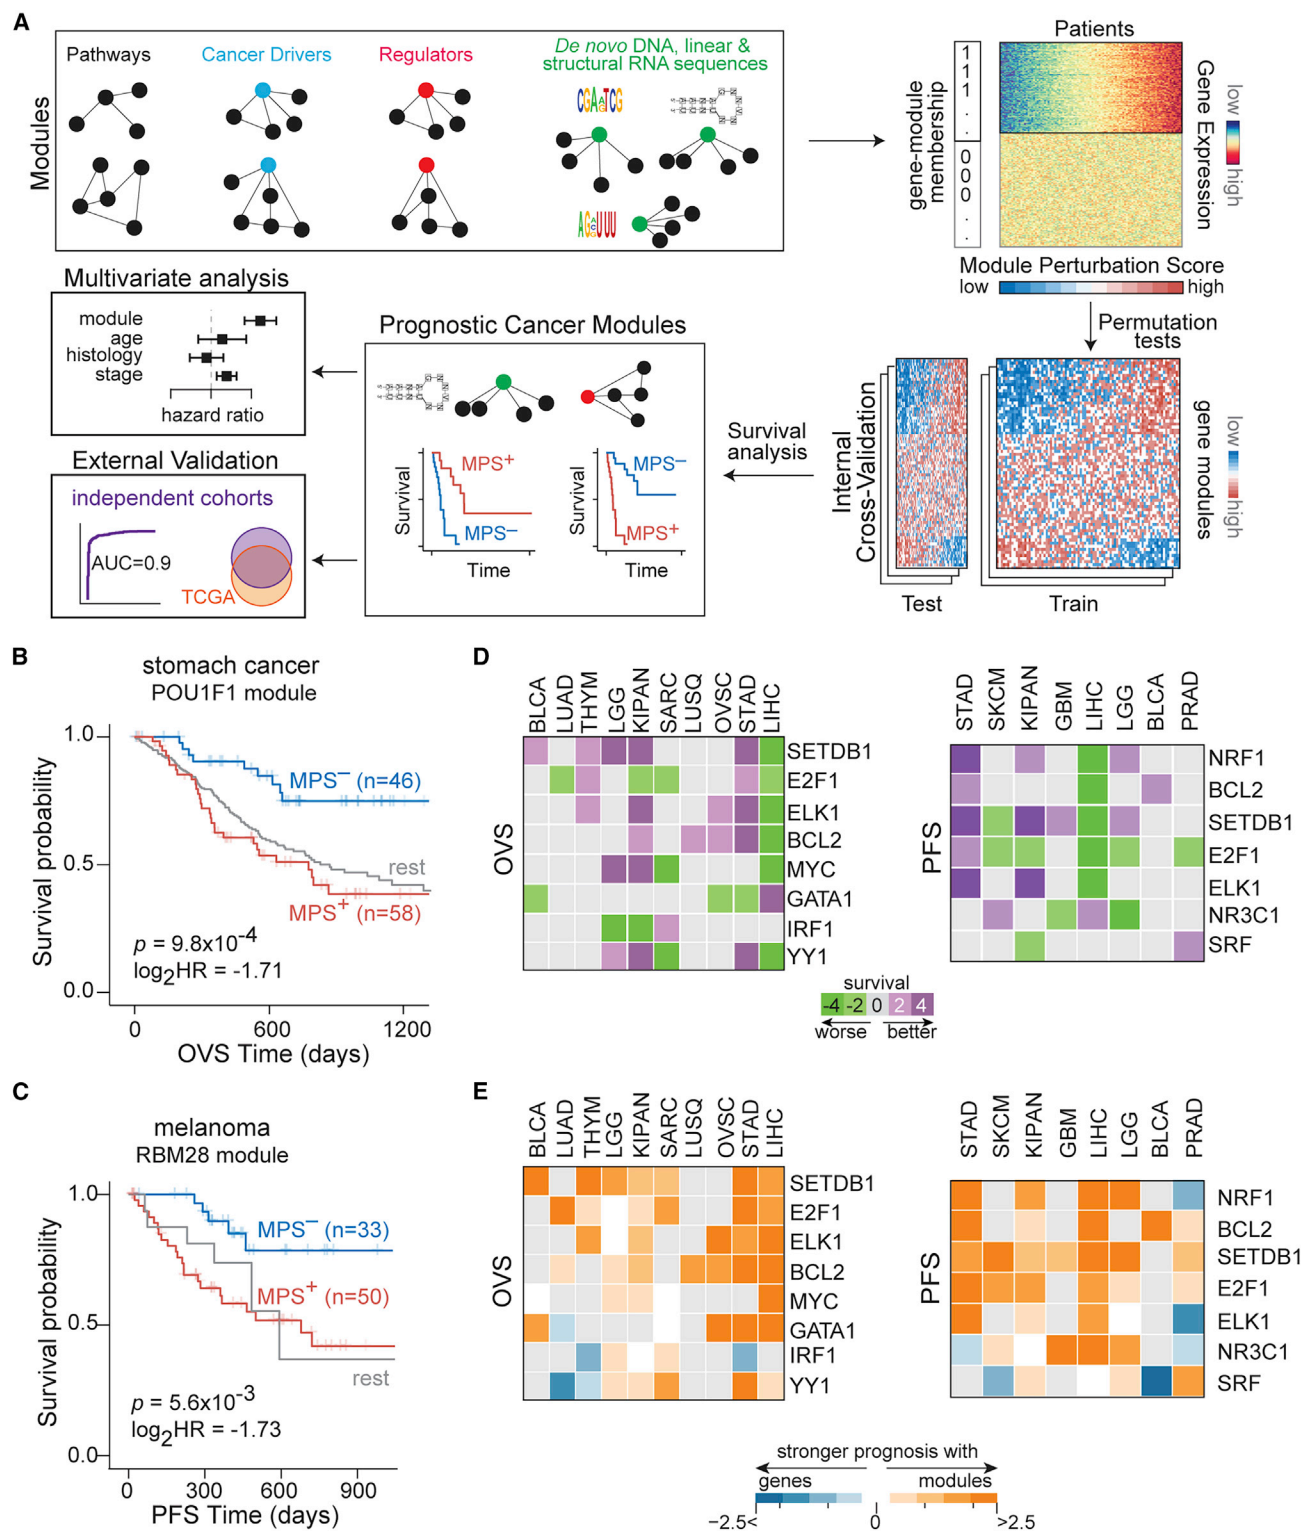 A
Pathways
Cancer Drivers
Regulators
De novo DNA, linear &
structural RNA sequences
Modules
Patients
gene-module
membership
1
1
1
.
.
0
0
0
.
.
Gene Expression
low
high
Module Perturbation Score
low
high
Permutation
tests
Internal
Cross-Validation
gene modules
low
high
Test
Train
Survival
analysis
Multivariate analysis
module
age
histology
stage
hazard ratio
Prognostic Cancer Modules
Survival
MPS+
MPS−
Time
Survival
MPS−
MPS+
Time
External Validation
independent cohorts
AUC=0.9
TCGA
B
stomach cancer
POU1F1 module
Survival probability
1.0
0.5
0.0
MPS− (n=46)
rest
MPS+ (n=58)
p = 9.8x10-4
log2HR = -1.71
0
600
1200
OVS Time (days)
C
melanoma
RBM28 module
Survival probability
1.0
0.5
0.0
MPS− (n=33)
MPS+ (n=50)
rest
p = 5.6x10-3
log2HR = -1.73
0
300
600
900
PFS Time (days)
D
BLCA
LUAD
THYM
LGG
KIPAN
SARC
LUSQ
OVSC
STAD
LIHC
OVS
SETDB1
E2F1
ELK1
BCL2
MYC
GATA1
IRF1
YY1
STAD
SKCM
KIPAN
GBM
LIHC
LGG
BLCA
PRAD
PFS
NRF1
BCL2
SETDB1
E2F1
ELK1
NR3C1
SRF
survival
-4 -2 0 2 4
worse better
E
BLCA
LUAD
THYM
LGG
KIPAN
SARC
LUSQ
OVSC
STAD
LIHC
OVS
SETDB1
E2F1
ELK1
BCL2
MYC
GATA1
IRF1
YY1
STAD
SKCM
KIPAN
GBM
LIHC
LGG
BLCA
PRAD
PFS
NRF1
BCL2
SETDB1
E2F1
ELK1
NR3C1
SRF
stronger prognosis with
genes modules
−2.5< 0 >2.5